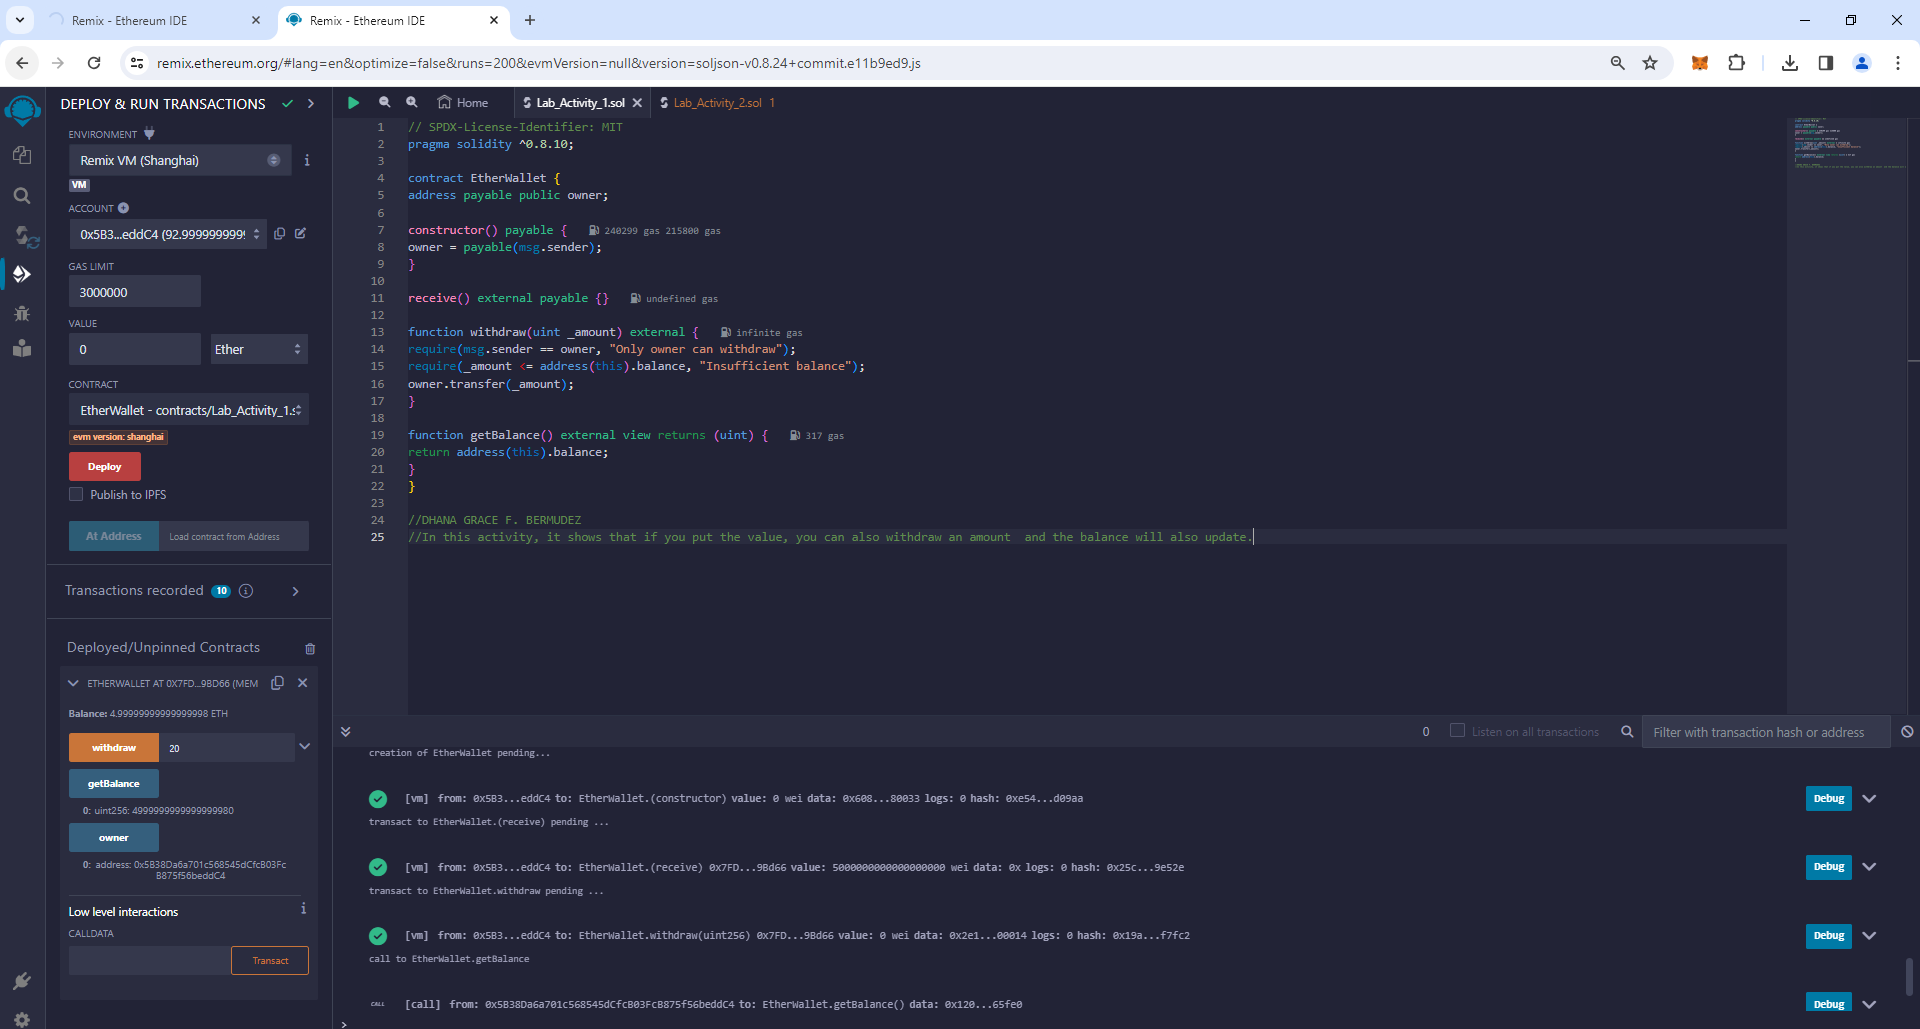 Remix - Ethereum IDE
Remix - Ethereum IDE
remix.ethereum.org/#lang=en&optimize=false&runs=200&evmVersion=null&version=soljson-v0.8.24+commit.e11b9ed9.js
DEPLOY & RUN TRANSACTIONS
ENVIRONMENT
Remix VM (Shanghai)
VM
ACCOUNT
0x5B3...eddC4 (92.9999999999
GAS LIMIT
3000000
VALUE
0
Ether
CONTRACT
EtherWallet - contracts/Lab_Activity_1.s
evm version: shanghai
Deploy
Publish to IPFS
At Address
Load contract from Address
Transactions recorded 10
Deployed/Unpinned Contracts
ETHERWALLET AT 0X7FD...9BD66 (MEM
Balance: 4.99999999999999998 ETH
withdraw 20
getBalance
0: uint256: 4999999999999999980
owner
0: address: 0x5B38Da6a701c568545dCfcB03Fc
B875f56beddC4
Low level interactions
CALLDATA
Transact
Home
Lab_Activity_1.sol
Lab_Activity_2.sol 1
1 // SPDX-License-Identifier: MIT
2 pragma solidity ^0.8.10;
3
4 contract EtherWallet {
5 address payable public owner;
6
7 constructor() payable { 240299 gas 215800 gas
8 owner = payable(msg.sender);
9 }
10
11 receive() external payable {} undefined gas
12
13 function withdraw(uint _amount) external { infinite gas
14 require(msg.sender == owner, "Only owner can withdraw");
15 require(_amount <= address(this).balance, "Insufficient balance");
16 owner.transfer(_amount);
17 }
18
19 function getBalance() external view returns (uint) { 317 gas
20 return address(this).balance;
21 }
22 }
23
24 //DHANA GRACE F. BERMUDEZ
25 //In this activity, it shows that if you put the value, you can also withdraw an amount  and the balance will also update.
0
Listen on all transactions
Filter with transaction hash or address
creation of EtherWallet pending...
[vm] from: 0x5B3...eddC4 to: EtherWallet.(constructor) value: 0 wei data: 0x608...80033 logs: 0 hash: 0xe54...d09aa
Debug
transact to EtherWallet.(receive) pending ...
[vm] from: 0x5B3...eddC4 to: EtherWallet.(receive) 0x7FD...9Bd66 value: 5000000000000000000 wei data: 0x logs: 0 hash: 0x25c...9e52e
Debug
transact to EtherWallet.withdraw pending ...
[vm] from: 0x5B3...eddC4 to: EtherWallet.withdraw(uint256) 0x7FD...9Bd66 value: 0 wei data: 0x2e1...00014 logs: 0 hash: 0x19a...f7fc2
Debug
call to EtherWallet.getBalance
CALL [call] from: 0x5B38Da6a701c568545dCfcB03FcB875f56beddC4 to: EtherWallet.getBalance() data: 0x120...65fe0
Debug
>